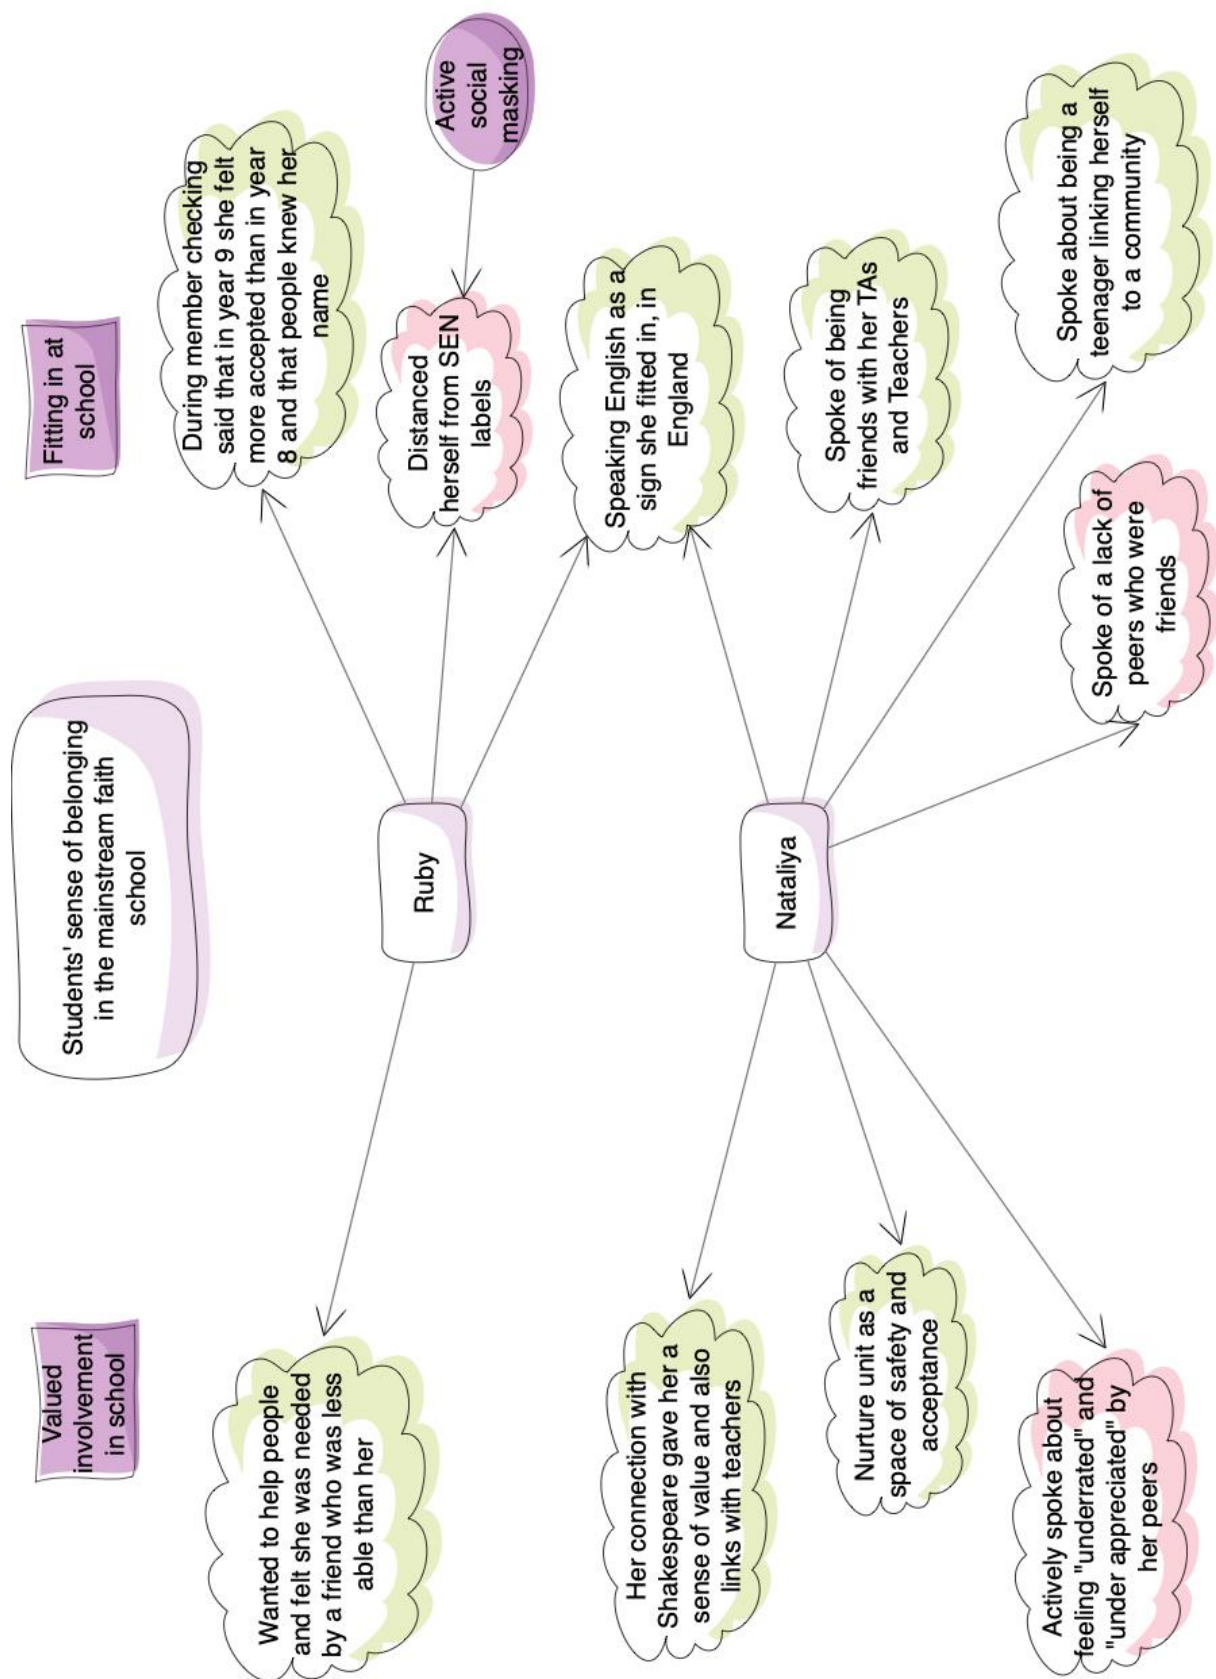 Students' sense of belonging
in the mainstream faith
school
Valued
involvement
in school
Fitting in at
school
Ruby
Wanted to help people
and felt she was needed
by a friend who was less
able than her
During member checking
said that in year 9 she felt
more accepted than in year
8 and that people knew her
name
Distanced
herself from SEN
labels
Active
social
masking
Speaking English as a
sign she fitted in, in
England
Nataliya
Her connection with
Shakespeare gave her a
sense of value and also
links with teachers
Nurture unit as a
space of safety and
acceptance
Actively spoke about
feeling "underrated" and
"under appreciated" by
her peers
Spoke of being
friends with her TAs
and Teachers
Spoke about being a
teenager linking herself
to a community
Spoke of a lack of
peers who were
friends